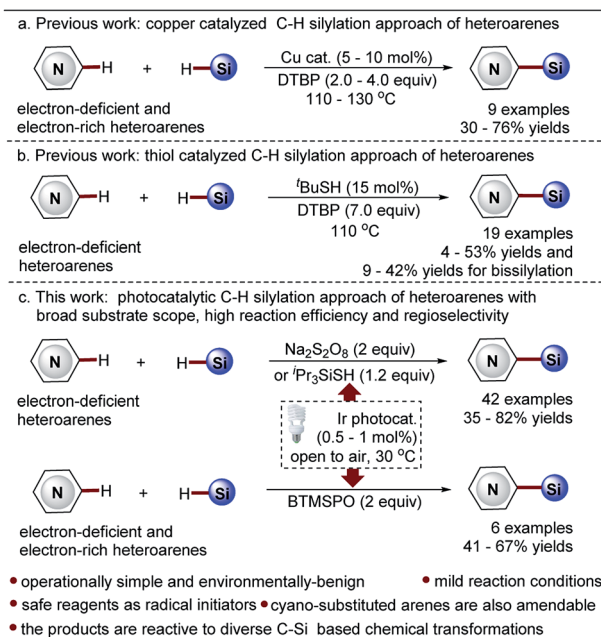 a. Previous work: copper catalyzed C-H silylation approach of heteroarenes
N H + H Si
Cu cat. (5 - 10 mol%)
DTBP (2.0 - 4.0 equiv)
110 - 130 °C
N Si
electron-deficient and
electron-rich heteroarenes
9 examples
30 - 76% yields
b. Previous work: thiol catalyzed C-H silylation approach of heteroarenes
N H + H Si
ᵗBuSH (15 mol%)
DTBP (7.0 equiv)
110 °C
N Si
electron-deficient
heteroarenes
19 examples
4 - 53% yields and
9 - 42% yields for bissilylation
c. This work: photocatalytic C-H silylation approach of heteroarenes with
broad substrate scope, high reaction efficiency and regioselectivity
N H + H Si
Na₂S₂O₈ (2 equiv)
or ⁱPr₃SiSH (1.2 equiv)
N Si
electron-deficient
heteroarenes
42 examples
35 - 82% yields
Ir photocat.
(0.5 - 1 mol%)
open to air, 30 °C
N H + H Si
BTMSPO (2 equiv)
N Si
electron-deficient and
electron-rich heteroarenes
6 examples
41 - 67% yields
• operationally simple and environmentally-benign • mild reaction conditions
• safe reagents as radical initiators • cyano-substituted arenes are also amendable
• the products are reactive to diverse C-Si based chemical transformations